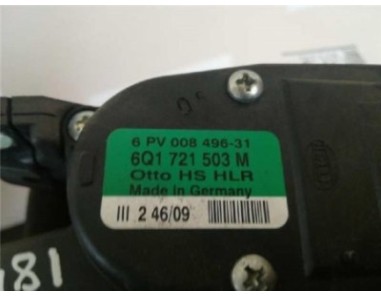 6 PV 008 496-31
6Q1 721 503 M
Otto HS HLR
Made in Germany
III 2 46/09
181